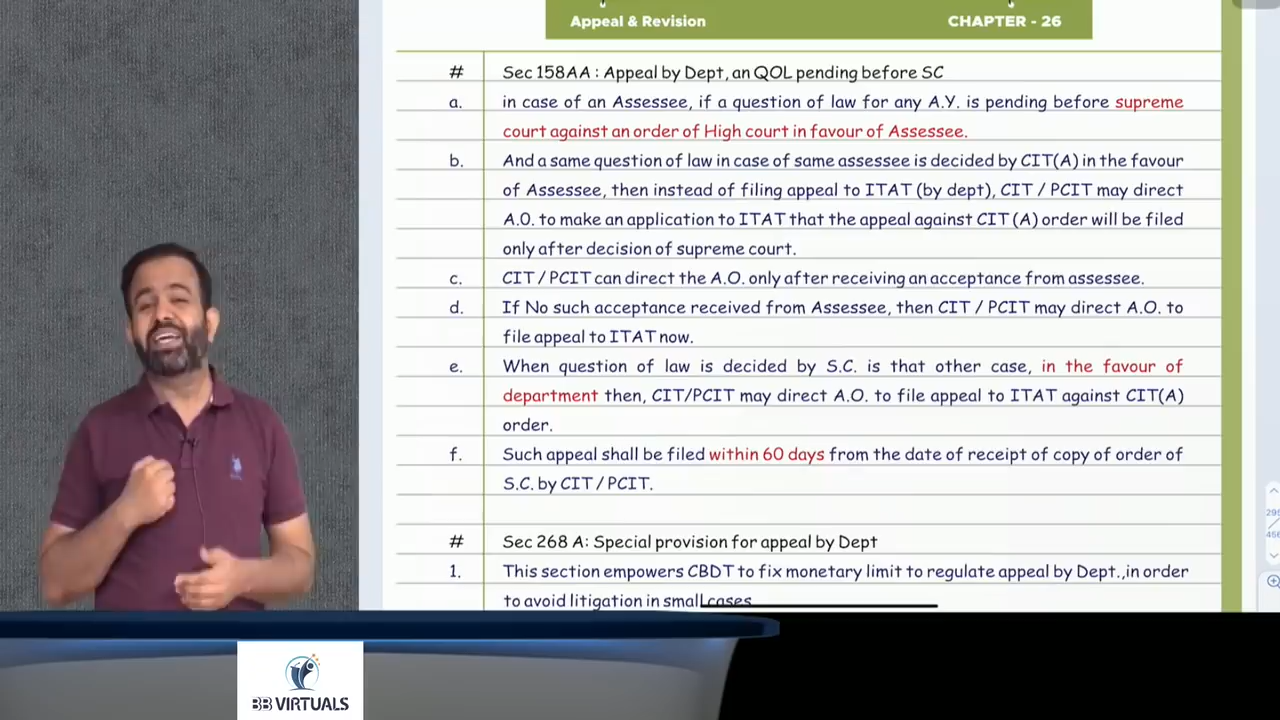 Appeal & Revision CHAPTER - 26
# Sec 158AA : Appeal by Dept, an QOL pending before SC
a. in case of an Assessee, if a question of law for any A.Y. is pending before supreme
court against an order of High court in favour of Assessee.
b. And a same question of law in case of same assessee is decided by CIT(A) in the favour
of Assessee, then instead of filing appeal to ITAT (by dept), CIT / PCIT may direct
A.O. to make an application to ITAT that the appeal against CIT (A) order will be filed
only after decision of supreme court.
c. CIT / PCIT can direct the A.O. only after receiving an acceptance from assessee.
d. If No such acceptance received from Assessee, then CIT / PCIT may direct A.O. to
file appeal to ITAT now.
e. When question of law is decided by S.C. is that other case, in the favour of
department then, CIT/PCIT may direct A.O. to file appeal to ITAT against CIT(A)
order.
f. Such appeal shall be filed within 60 days from the date of receipt of copy of order of
S.C. by CIT / PCIT.
# Sec 268 A: Special provision for appeal by Dept
1. This section empowers CBDT to fix monetary limit to regulate appeal by Dept.,in order
to avoid litigation in small cases
295
/
456
BB VIRTUALS